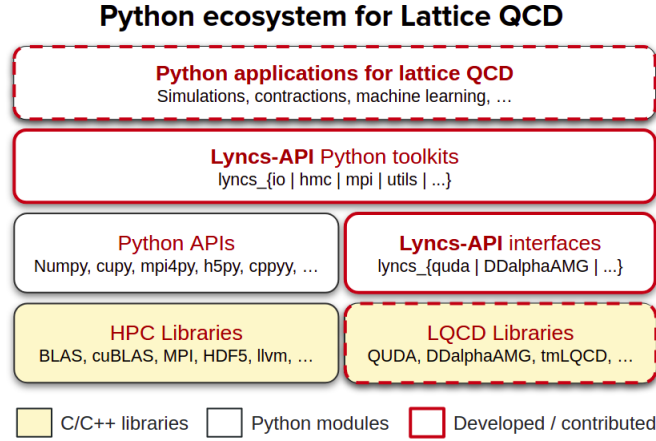 Python ecosystem for Lattice QCD
Python applications for lattice QCD
Simulations, contractions, machine learning, ...
Lyncs-API Python toolkits
lyncs_{io | hmc | mpi | utils | ...}
Python APIs
Numpy, cupy, mpi4py, h5py, cppyy, ...
Lyncs-API interfaces
lyncs_{quda | DDalphaAMG | ...}
HPC Libraries
BLAS, cuBLAS, MPI, HDF5, llvm, ...
LQCD Libraries
QUDA, DDalphaAMG, tmLQCD, ...
C/C++ libraries
Python modules
Developed / contributed